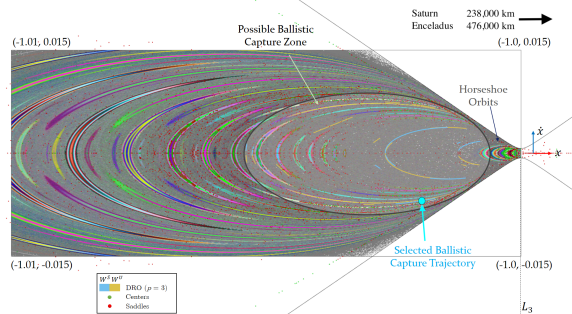 Saturn 238,000 km
Enceladus 476,000 km
Possible Ballistic
Capture Zone
(-1.01, 0.015)
(-1.0, 0.015)
Horseshoe
Orbits
ẋ
x
Selected Ballistic
Capture Trajectory
(-1.01, -0.015)
(-1.0, -0.015)
W^S W^U
DRO (p = 3)
Centers
Saddles
L₃